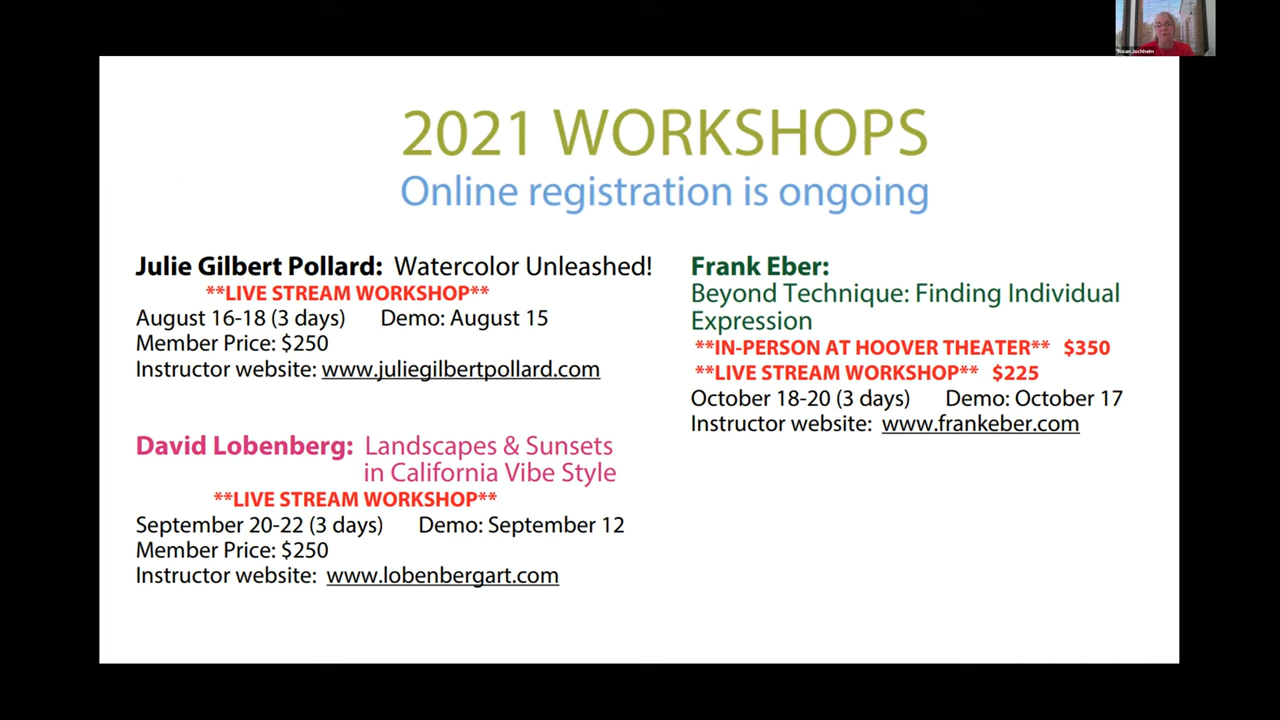 2021 WORKSHOPS
Online registration is ongoing
Julie Gilbert Pollard: Watercolor Unleashed!
**LIVE STREAM WORKSHOP**
August 16-18 (3 days) Demo: August 15
Member Price: $250
Instructor website: www.juliegilbertpollard.com
David Lobenberg: Landscapes & Sunsets
in California Vibe Style
**LIVE STREAM WORKSHOP**
September 20-22 (3 days) Demo: September 12
Member Price: $250
Instructor website: www.lobenbergart.com
Frank Eber:
Beyond Technique: Finding Individual
Expression
**IN-PERSON AT HOOVER THEATER** $350
**LIVE STREAM WORKSHOP** $225
October 18-20 (3 days) Demo: October 17
Instructor website: www.frankeber.com
Susan Jochheim